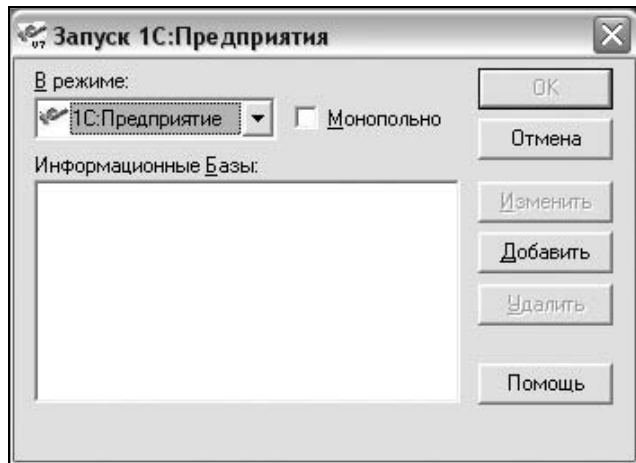 Запуск 1С:Предприятия
В режиме:
1С:Предприятие
Монопольно
Информационные Базы:
OK
Отмена
Изменить
Добавить
Удалить
Помощь